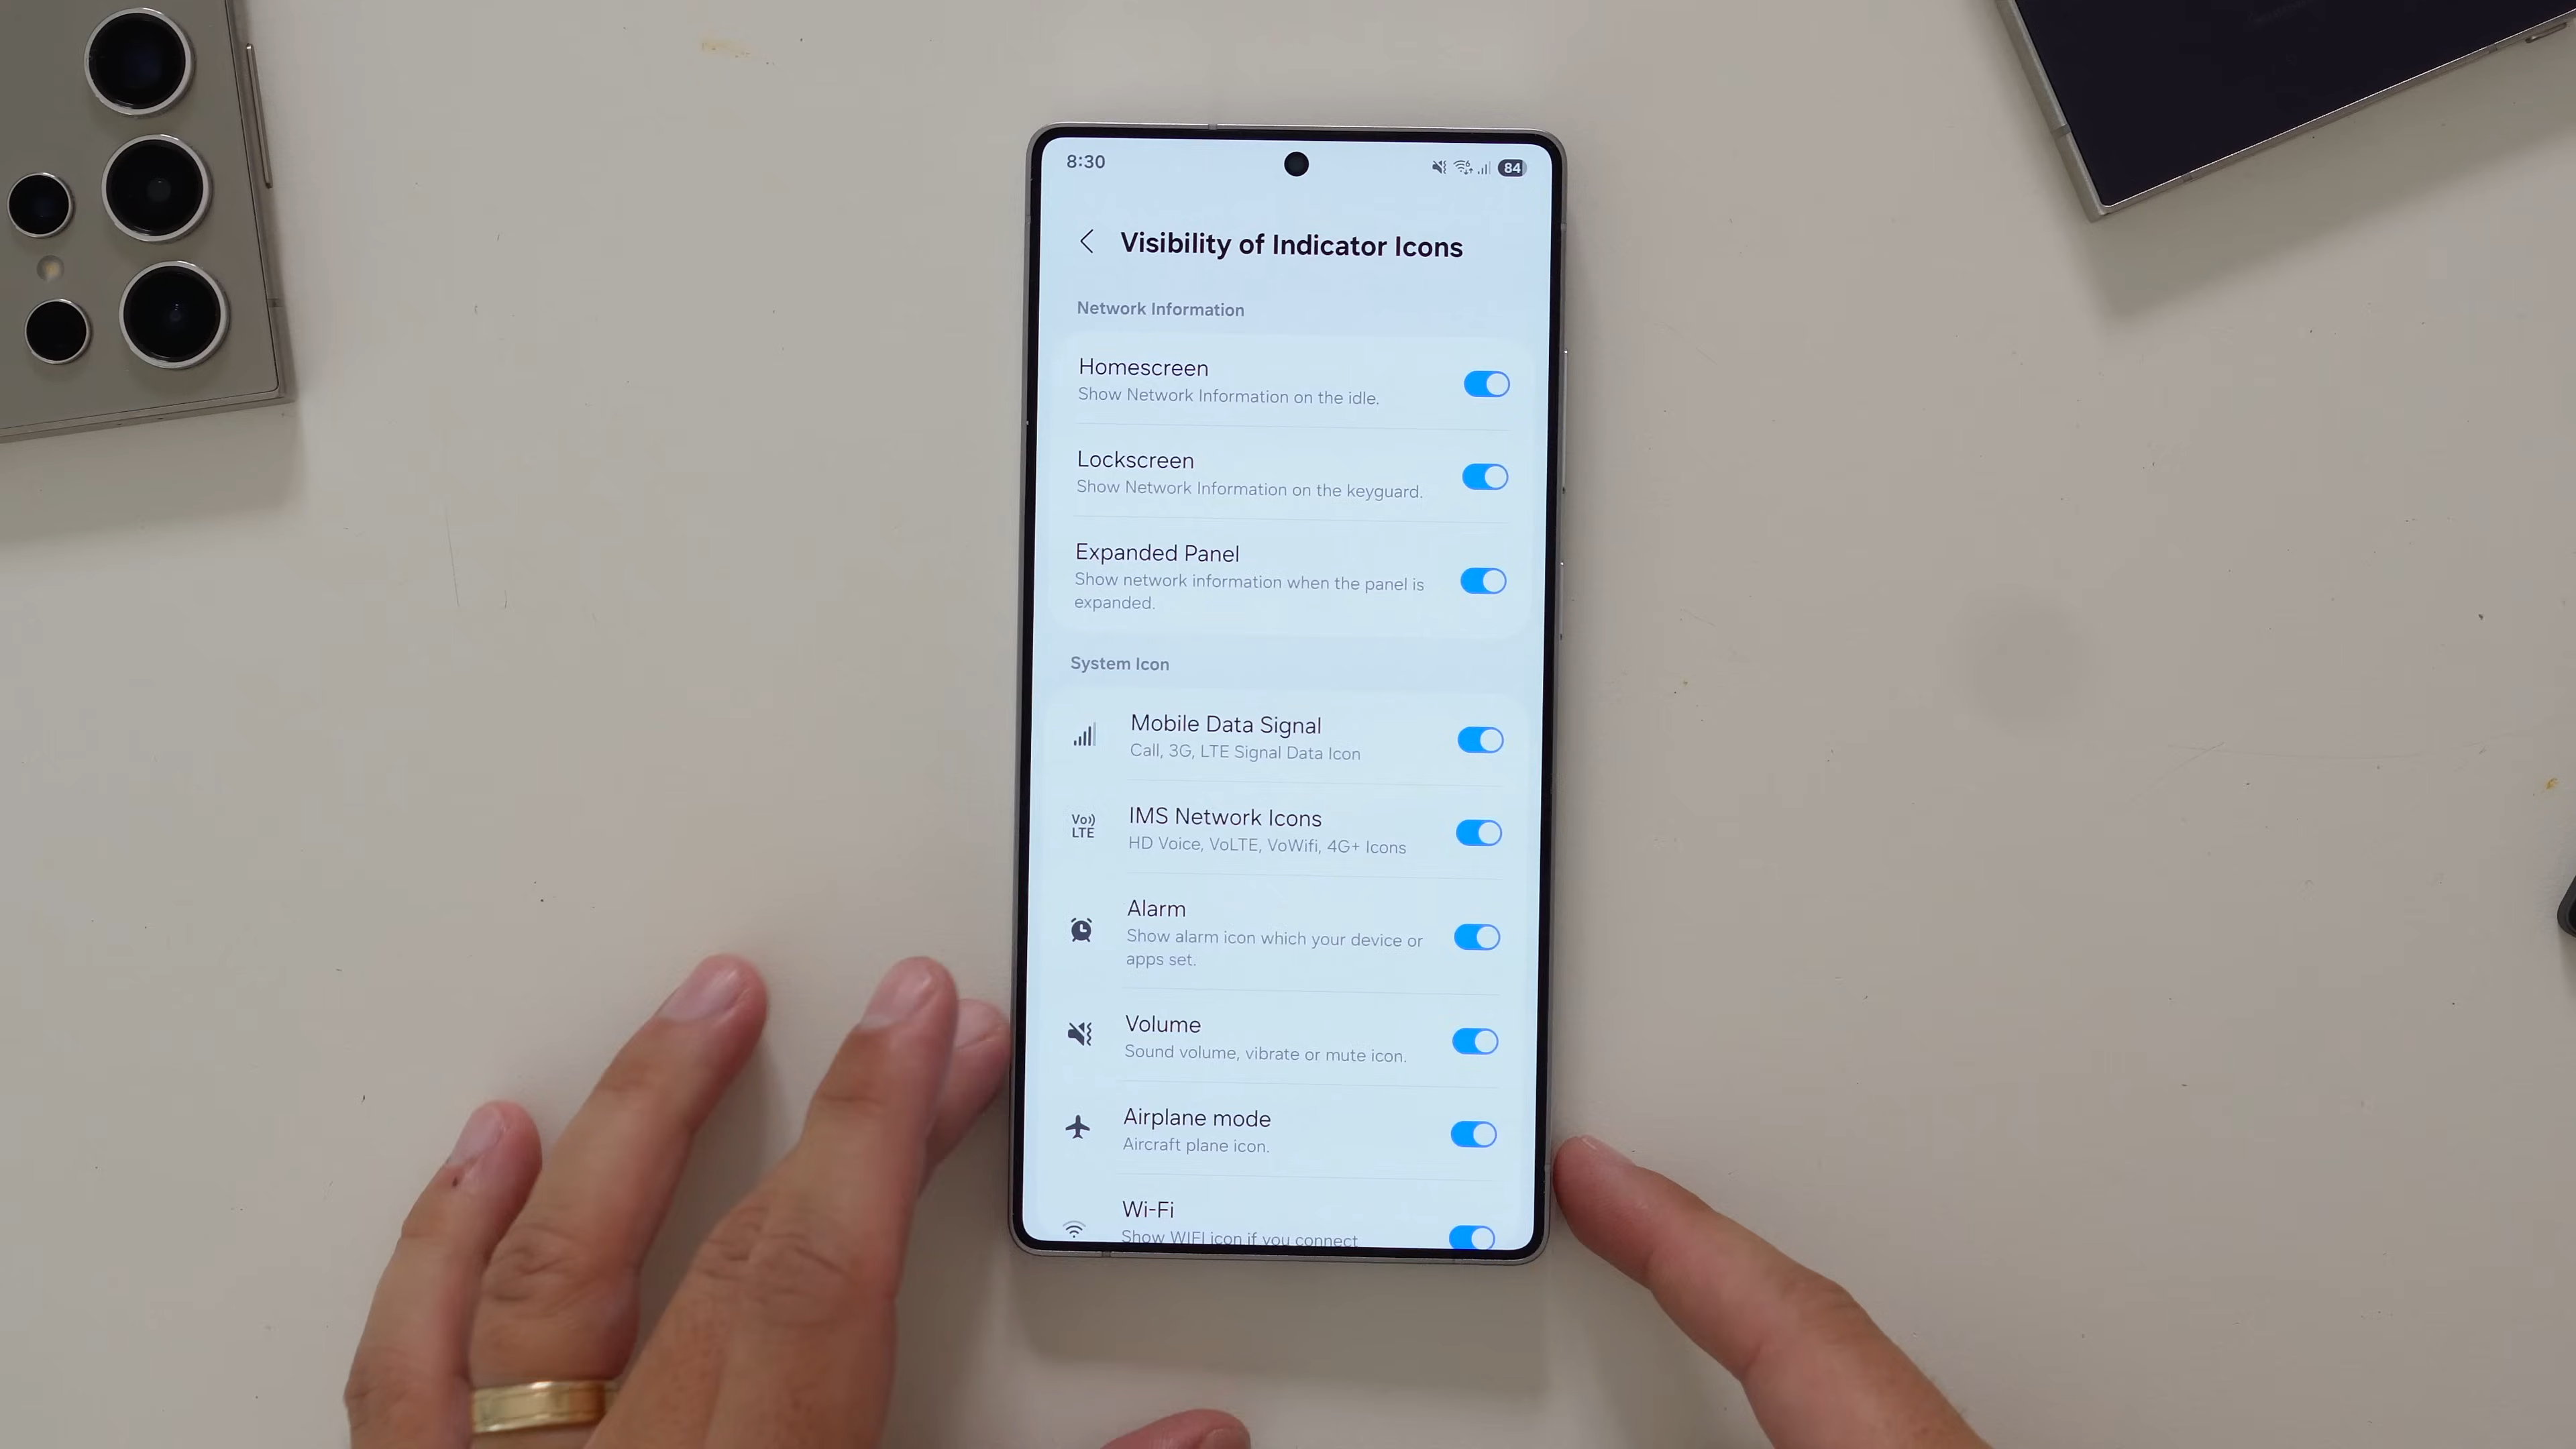 8:30
84
Visibility of Indicator Icons
Network Information
Homescreen
Show Network Information on the idle.
Lockscreen
Show Network Information on the keyguard.
Expanded Panel
Show network information when the panel is
expanded.
System Icon
Mobile Data Signal
Call, 3G, LTE Signal Data Icon
Vo))
LTE
IMS Network Icons
HD Voice, VoLTE, VoWifi, 4G+ Icons
Alarm
Show alarm icon which your device or
apps set.
Volume
Sound volume, vibrate or mute icon.
Airplane mode
Aircraft plane icon.
Wi-Fi
Show WIFI icon if you connect